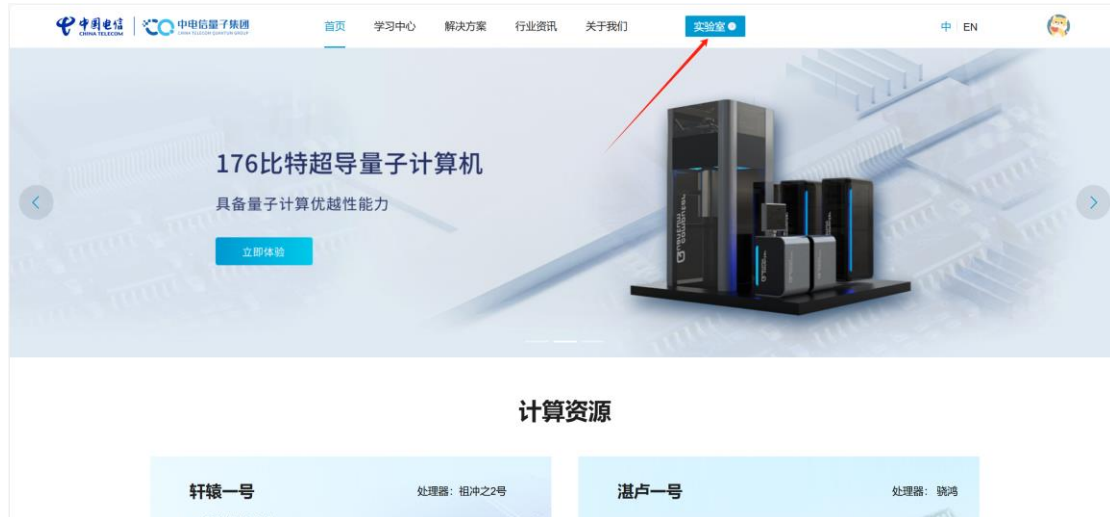 中国电信
CHINA TELECOM
中电信量子集团
CHINA TELECOM QUANTUM GROUP
首页 学习中心 解决方案 行业资讯 关于我们 实验室 中 EN
176比特超导量子计算机
具备量子计算优越性能力
立即体验
计算资源
轩辕一号 处理器：祖冲之2号 湛卢一号 处理器： 骁鸿